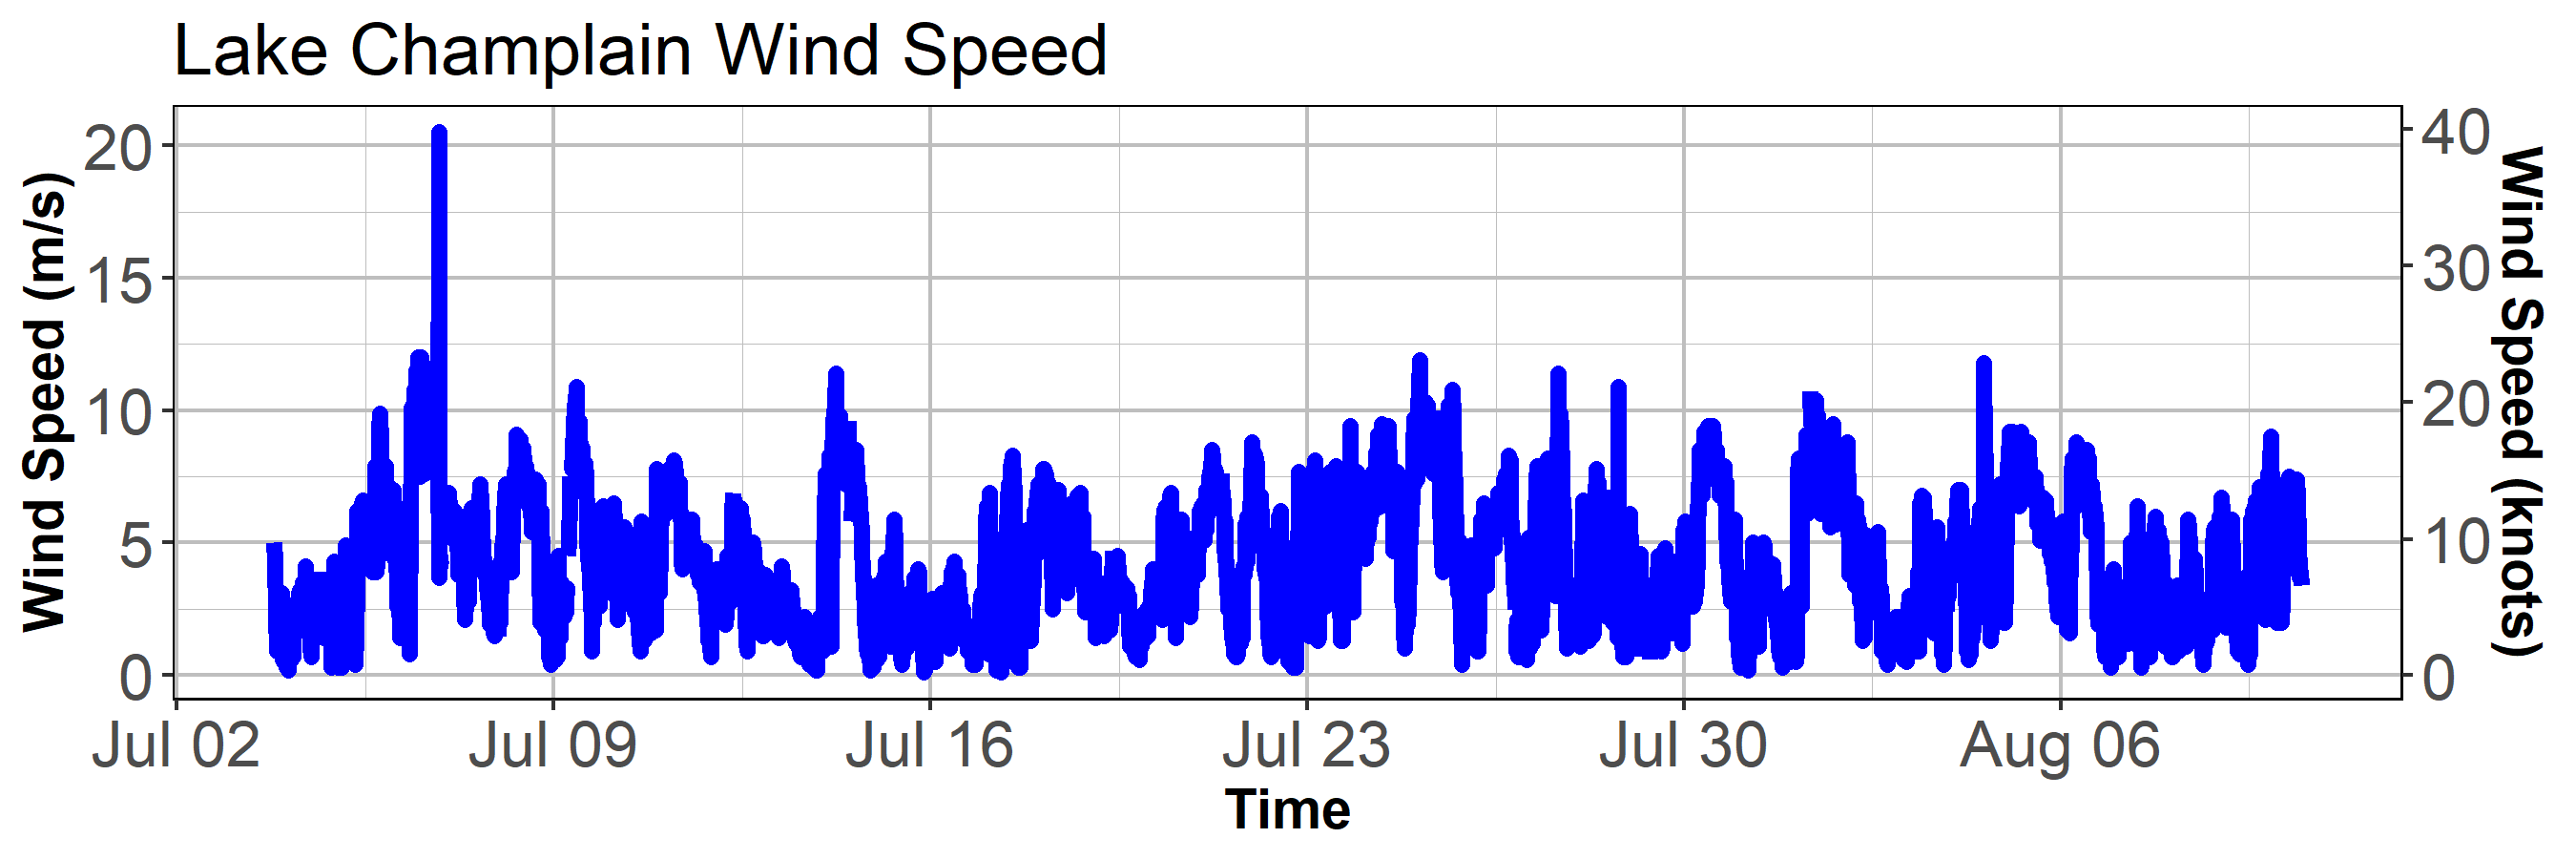 Lake Champlain Wind Speed
Wind Speed (m/s)
20
15
10
5
0
40
30
20
10
0
Wind Speed (knots)
Jul 02 Jul 09 Jul 16 Jul 23 Jul 30 Aug 06
Time